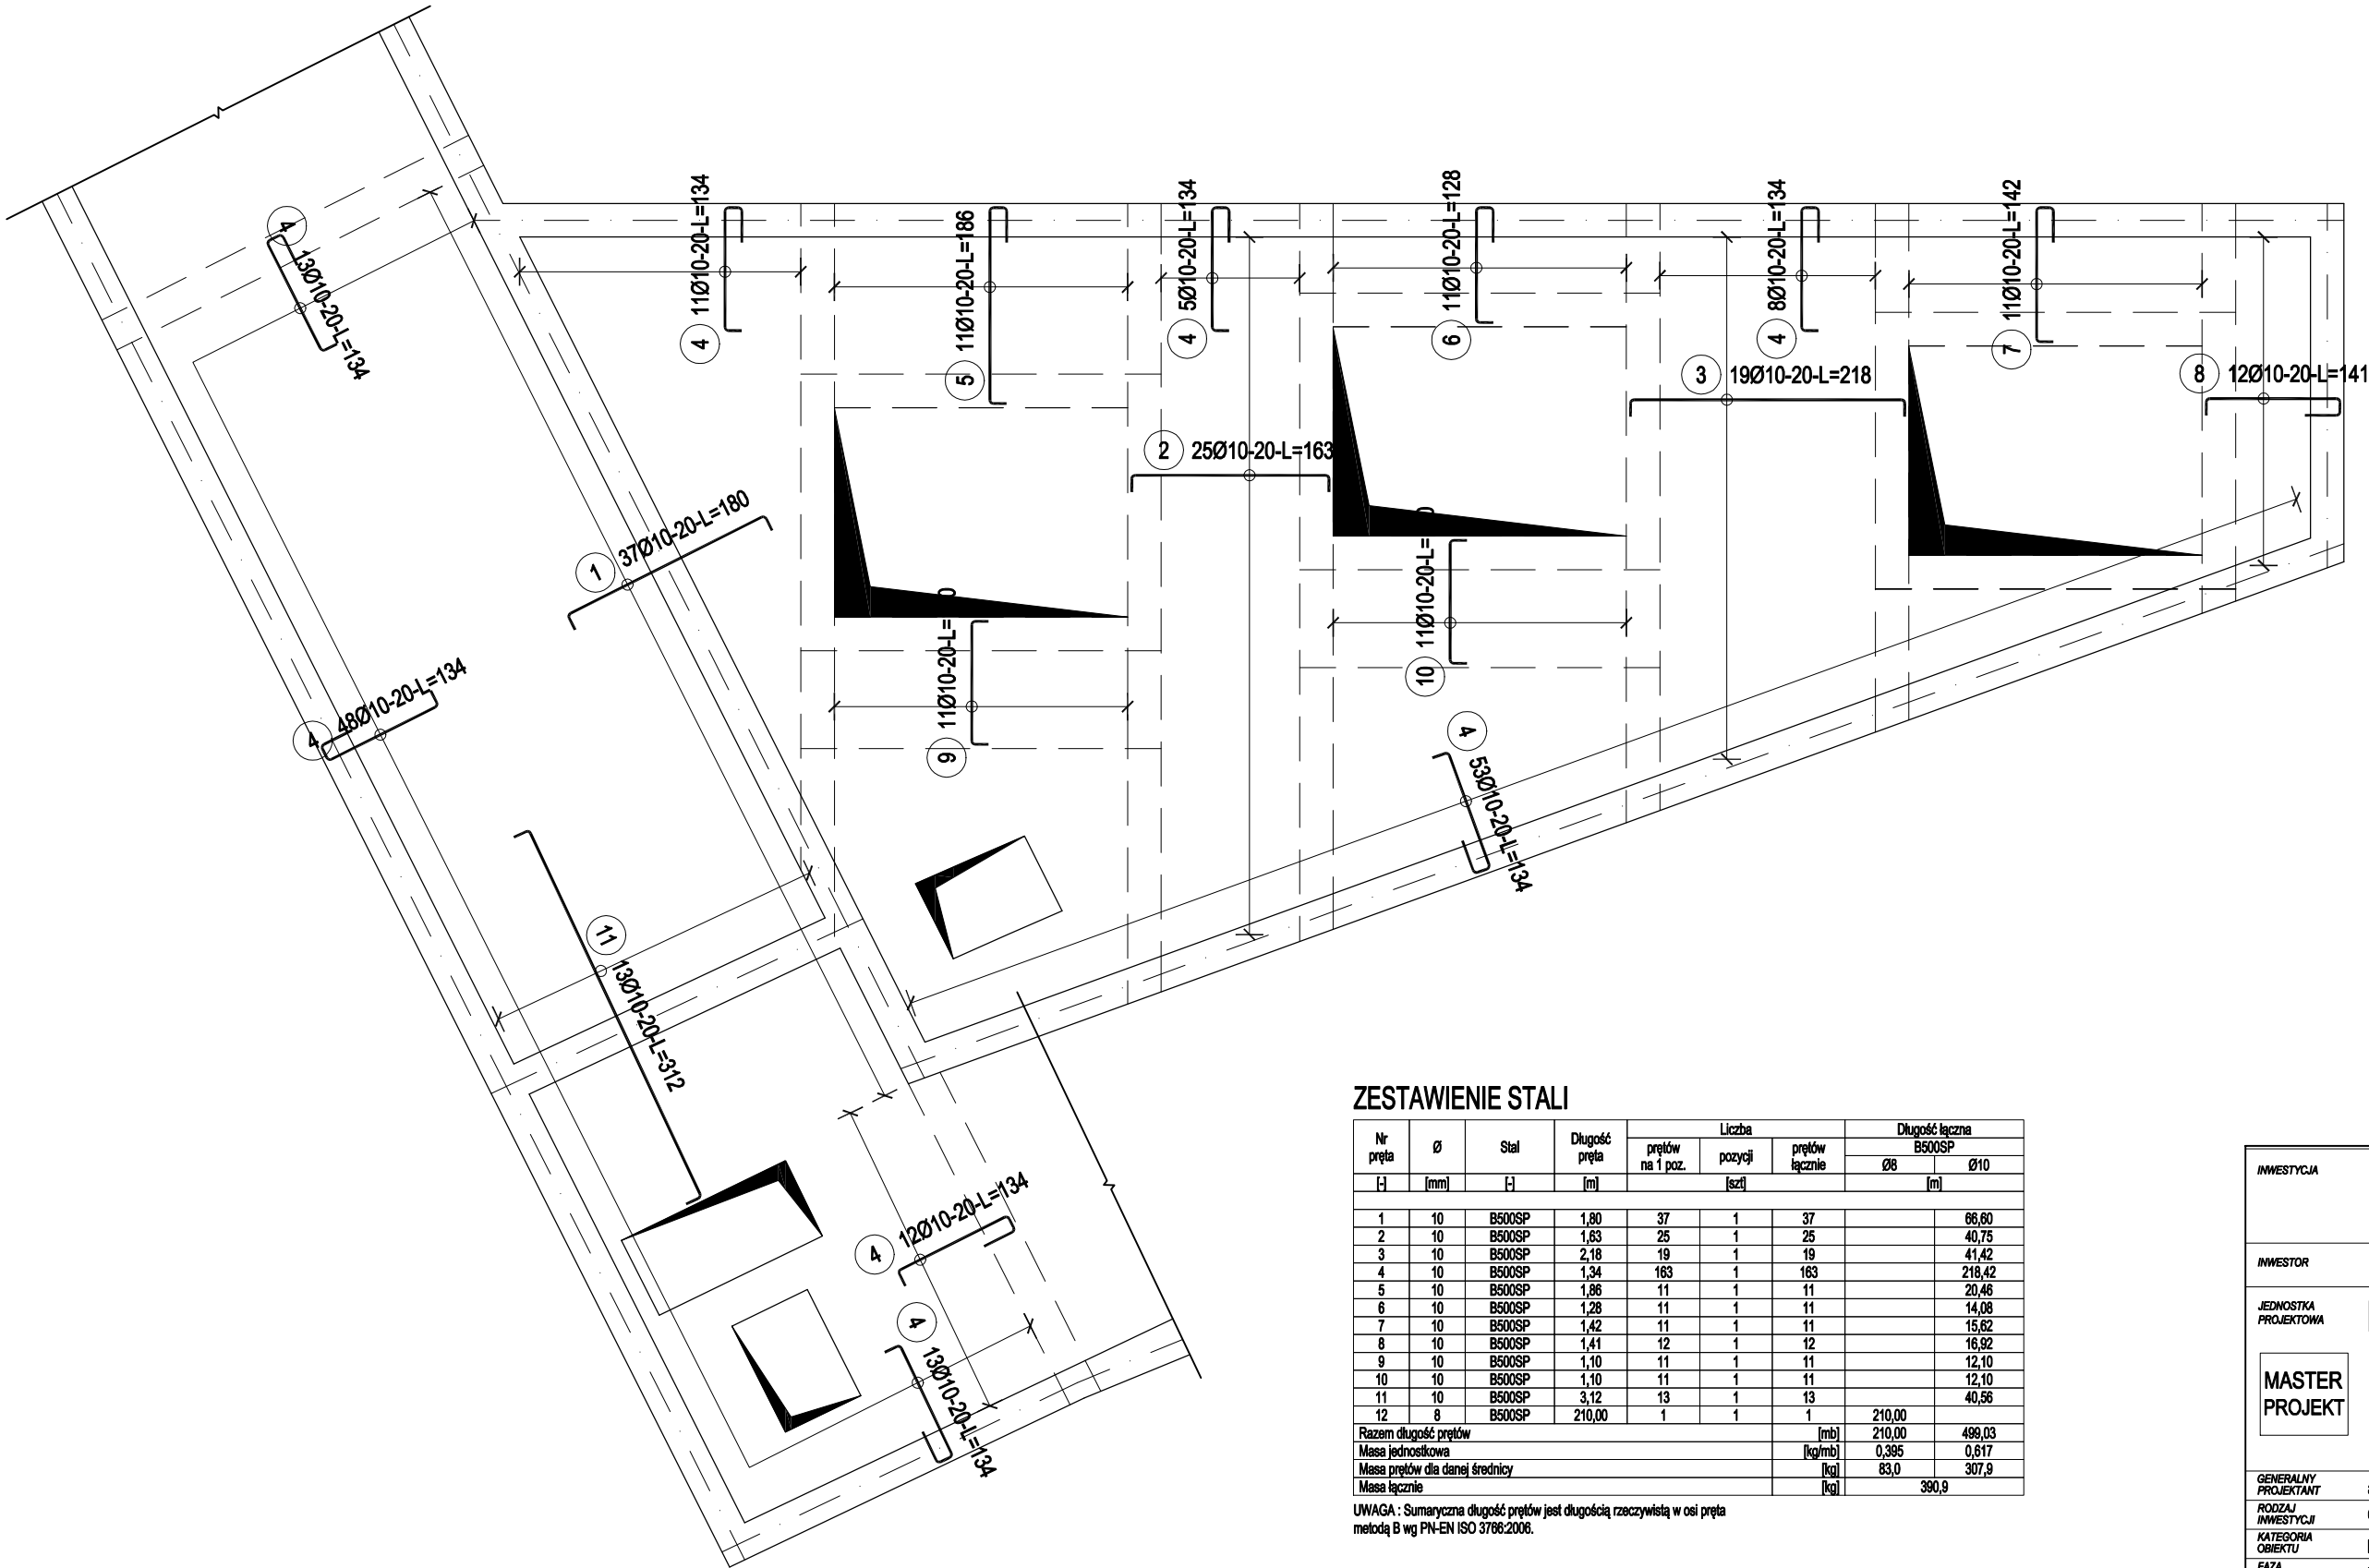 4
13Ø10-20-L=134
11Ø10-20-L=134
4
11Ø10-20-L=186
5
5Ø10-20-L=134
4
11Ø10-20-L=128
6
8Ø10-20-L=134
4
11Ø10-20-L=142
7
3 19Ø10-20-L=218
8 12Ø10-20-L=141
2 25Ø10-20-L=163
1 37Ø10-20-L=180
4 48Ø10-20-L=134
9
10
4
53Ø10-20-L=134
11
13Ø10-20-L=312
4 12Ø10-20-L=134
4
13Ø10-20-L=134
ZESTAWIENIE STALI
Nr pręta Ø Stal Długość pręta Liczba Długość łączna
prętów na 1 poz. pozycji prętów łącznie B500SP
Ø8 Ø10
[-] [mm] [-] [m] [szt] [m]
1 10 B500SP 1,80 37 1 37 66,60
2 10 B500SP 1,63 25 1 25 40,75
3 10 B500SP 2,18 19 1 19 41,42
4 10 B500SP 1,34 163 1 163 218,42
5 10 B500SP 1,86 11 1 11 20,46
6 10 B500SP 1,28 11 1 11 14,08
7 10 B500SP 1,42 11 1 11 15,62
8 10 B500SP 1,41 12 1 12 16,92
9 10 B500SP 1,10 11 1 11 12,10
10 10 B500SP 1,10 11 1 11 12,10
11 10 B500SP 3,12 13 1 13 40,56
12 8 B500SP 210,00 1 1 1 210,00
Razem długość prętów [mb] 210,00 499,03
Masa jednostkowa [kg/mb] 0,395 0,617
Masa prętów dla danej średnicy [kg] 83,0 307,9
Masa łącznie [kg] 390,9
UWAGA : Sumaryczna długość prętów jest długością rzeczywistą w osi pręta
metodą B wg PN-EN ISO 3766:2006.
INWESTYCJA
INWESTOR
JEDNOSTKA
PROJEKTOWA
MASTER
PROJEKT
GENERALNY
PROJEKTANT
RODZAJ
INWESTYCJI
KATEGORIA
OBIEKTU